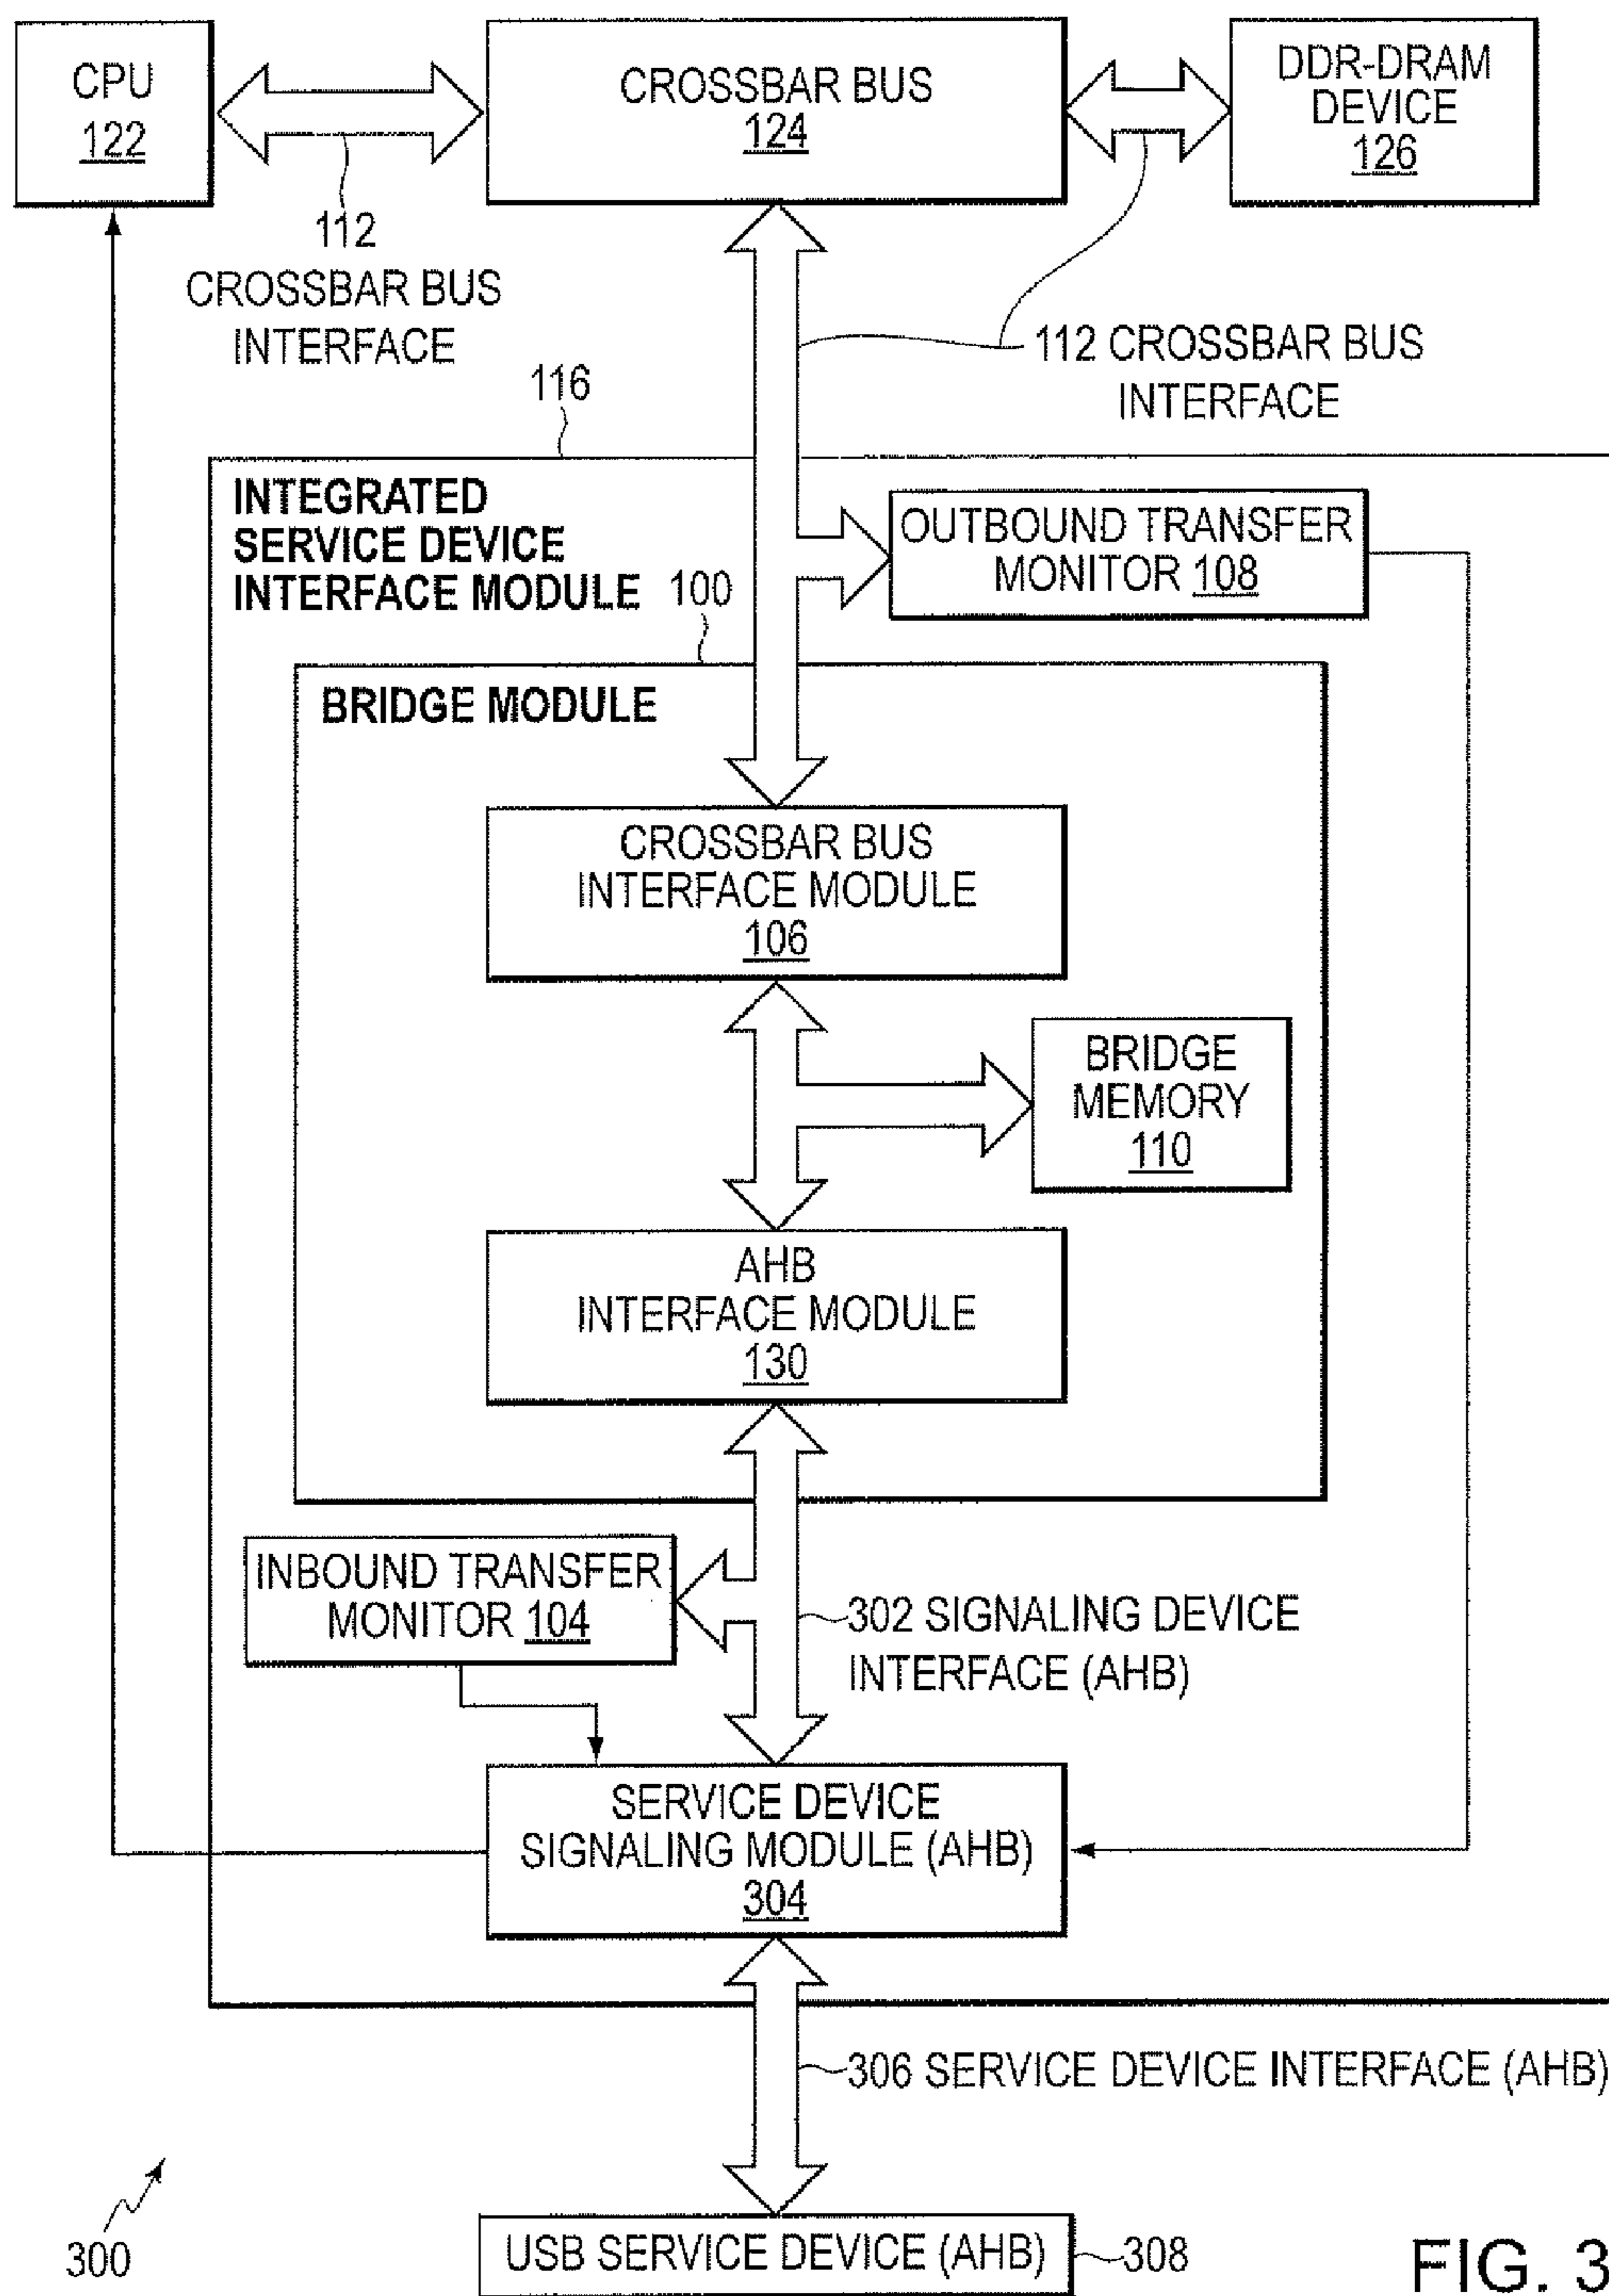 CPU
122
CROSSBAR BUS
124
DDR-DRAM
DEVICE
126
112
CROSSBAR BUS
INTERFACE
112 CROSSBAR BUS
INTERFACE
116
INTEGRATED
SERVICE DEVICE
INTERFACE MODULE
100
OUTBOUND TRANSFER
MONITOR 108
BRIDGE MODULE
CROSSBAR BUS
INTERFACE MODULE
106
BRIDGE
MEMORY
110
AHB
INTERFACE MODULE
130
INBOUND TRANSFER
MONITOR 104
302 SIGNALING DEVICE
INTERFACE (AHB)
SERVICE DEVICE
SIGNALING MODULE (AHB)
304
306 SERVICE DEVICE INTERFACE (AHB)
300
USB SERVICE DEVICE (AHB)
308
FIG. 3